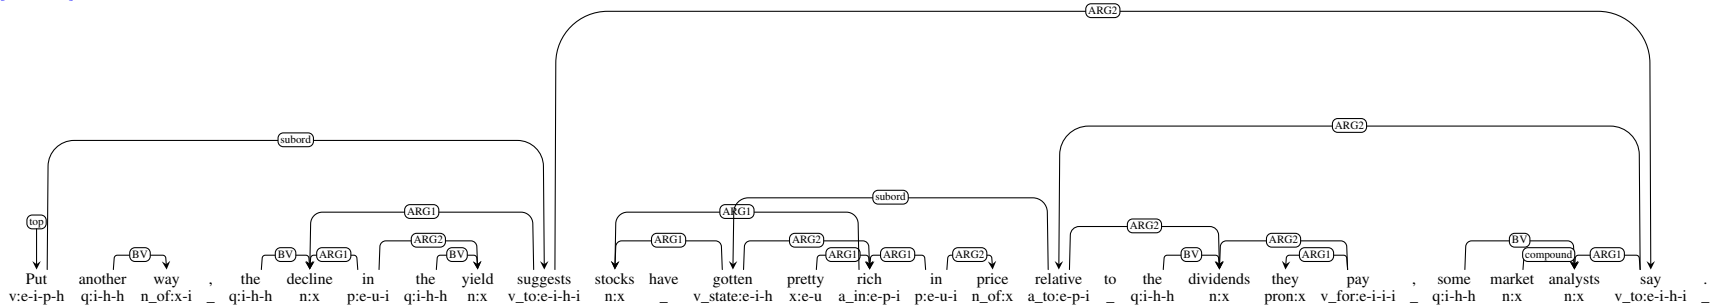 ARG2
ARG2
subord
subord
top
ARG1 ARG1
ARG2
ARG2 ARG1 ARG2 ARG2 BV
BV BV ARG1 BV ARG1 ARG1 ARG2 BV ARG1 compound ARG1
Put another way , the decline in the yield suggests stocks have gotten pretty rich in price relative to the dividends they pay , some market analysts say .
v:e-i-p-h q:i-h-h n_of:x-i _ q:i-h-h n:x p:e-u-i q:i-h-h n:x v_to:e-i-h-i n:x _ v_state:e-i-h x:e-u a_in:e-p-i p:e-u-i n_of:x a_to:e-p-i _ q:i-h-h n:x pron:x v_for:e-i-i-i _ q:i-h-h n:x n:x v_to:e-i-h-i _